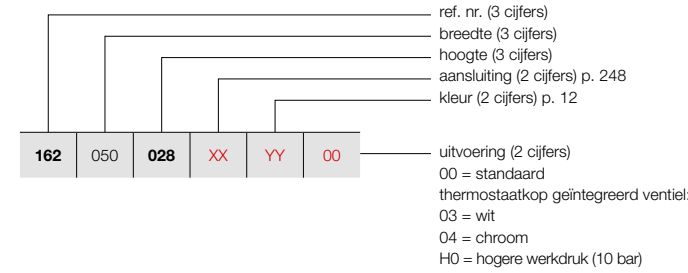 ref. nr. (3 cijfers)
breedte (3 cijfers)
hoogte (3 cijfers)
aansluiting (2 cijfers) p. 248
kleur (2 cijfers) p. 12
162 050 028 XX YY 00
uitvoering (2 cijfers)
00 = standaard
thermostaatkop geïntegreerd ventiel:
03 = wit
04 = chroom
H0 = hogere werkdruk (10 bar)